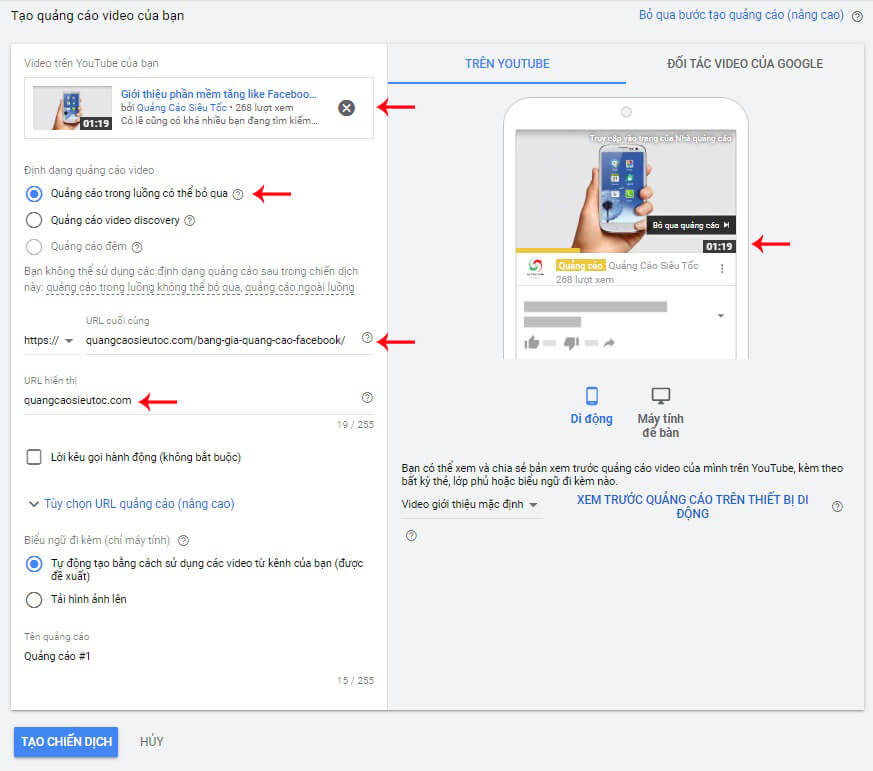 Tạo quảng cáo video của bạn
Bỏ qua bước tạo quảng cáo (nâng cao)
Video trên YouTube của bạn
Giới thiệu phần mềm tăng like Faceboo...
bởi Quảng Cáo Siêu Tốc • 268 lượt xem
Có lẽ cũng có khá nhiều bạn đang tìm kiếm...
01:19
Định dạng quảng cáo video
Quảng cáo trong luồng có thể bỏ qua
Quảng cáo video discovery
Quảng cáo đệm
Bạn không thể sử dụng các định dạng quảng cáo sau trong chiến dịch
này: quảng cáo trong luồng không thể bỏ qua, quảng cáo ngoài luồng
URL cuối cùng
https:// quangcaosieutoc.com/bang-gia-quang-cao-facebook/
URL hiển thị
quangcaosieutoc.com
19 / 255
Lời kêu gọi hành động (không bắt buộc)
Tùy chọn URL quảng cáo (nâng cao)
Biểu ngữ đi kèm (chỉ máy tính)
Tự động tạo bằng cách sử dụng các video từ kênh của bạn (được
đề xuất)
Tải hình ảnh lên
Tên quảng cáo
Quảng cáo #1
15 / 255
TRÊN YOUTUBE
ĐỐI TÁC VIDEO CỦA GOOGLE
Truy cập vào trang của Nhà quảng cáo
Bỏ qua quảng cáo
01:19
Quảng cáo Quảng Cáo Siêu Tốc
268 lượt xem
Di động
Máy tính
để bàn
Bạn có thể xem và chia sẻ bản xem trước quảng cáo video của mình trên YouTube, kèm theo
bất kỳ thẻ, lớp phủ hoặc biểu ngữ đi kèm nào.
Video giới thiệu mặc định
XEM TRƯỚC QUẢNG CÁO TRÊN THIẾT BỊ DI
ĐỘNG
TẠO CHIẾN DỊCH
HỦY